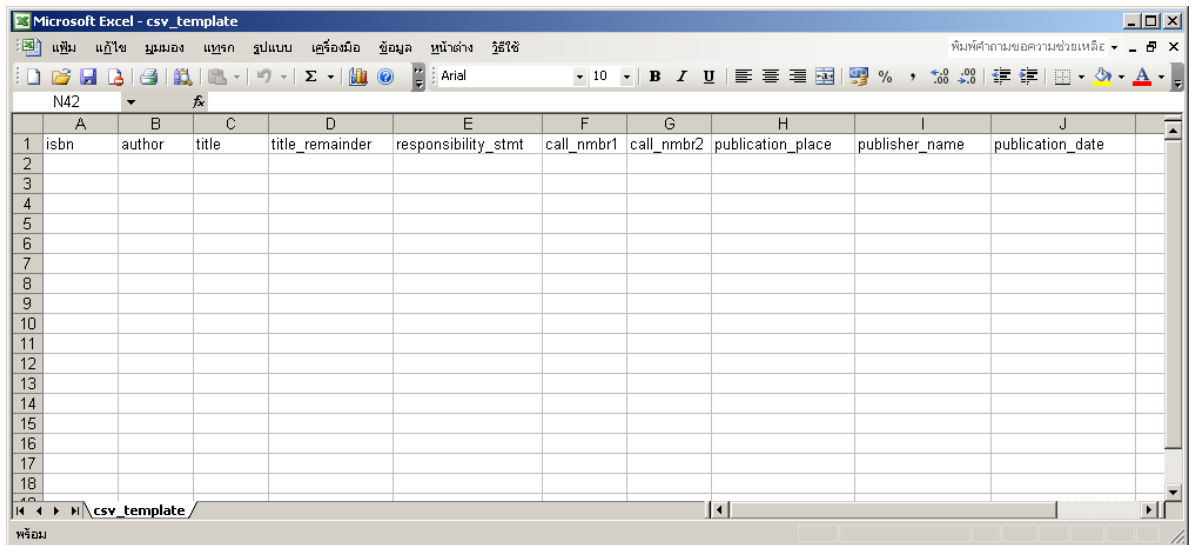 Microsoft Excel - csv_template
แฟ้ม แก้ไข มุมมอง แทรก รูปแบบ เครื่องมือ ข้อมูล หน้าต่าง วิธีใช้ พิมพ์คำถามขอความช่วยเหลือ
Arial 10 B I U % , .00 A
N42 fx
A B C D E F G H I J
1 isbn author title title_remainder responsibility_stmt call_nmbr1 call_nmbr2 publication_place publisher_name publication_date
2
3
4
5
6
7
8
9
10
11
12
13
14
15
16
17
18
csv_template
พร้อม